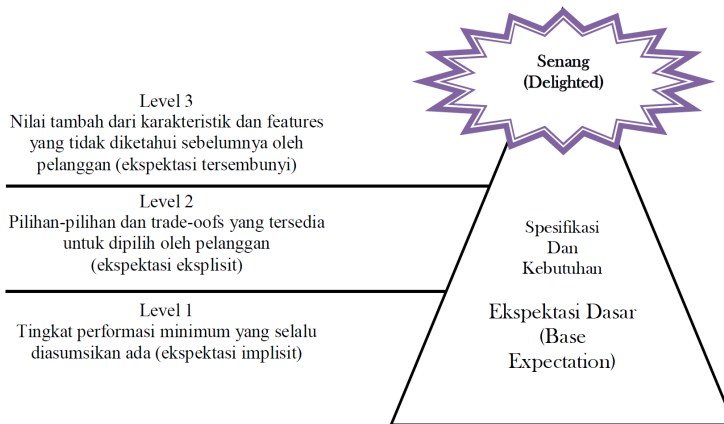 Senang
(Delighted)
Level 3
Nilai tambah dari karakteristik dan features
yang tidak diketahui sebelumnya oleh
pelanggan (ekspektasi tersembunyi)
Level 2
Pilihan-pilihan dan trade-oofs yang tersedia
untuk dipilih oleh pelanggan
(ekspektasi eksplisit)
Spesifikasi
Dan
Kebutuhan
Level 1
Tingkat performasi minimum yang selalu
diasumsikan ada (ekspektasi implisit)
Ekspektasi Dasar
(Base
Expectation)